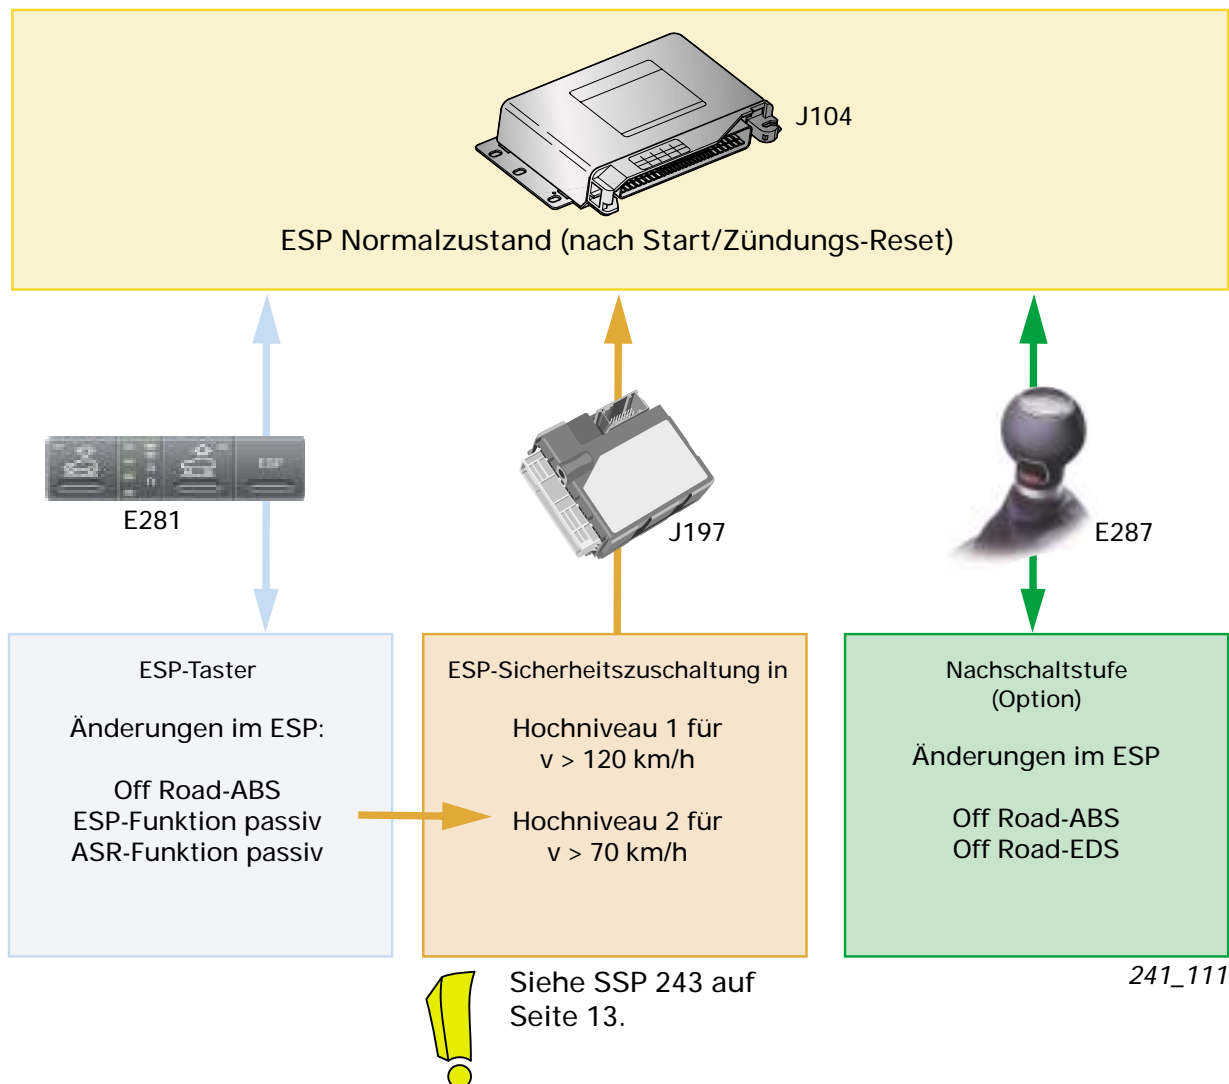 J104
ESP Normalzustand (nach Start/Zündungs-Reset)
ESP
E281
J197
E287
ESP-Taster
Änderungen im ESP:
Off Road-ABS
ESP-Funktion passiv
ASR-Funktion passiv
ESP-Sicherheitszuschaltung in
Hochniveau 1 für
v > 120 km/h
Hochniveau 2 für
v > 70 km/h
Nachschaltstufe
(Option)
Änderungen im ESP
Off Road-ABS
Off Road-EDS
Siehe SSP 243 auf
Seite 13.
241_111